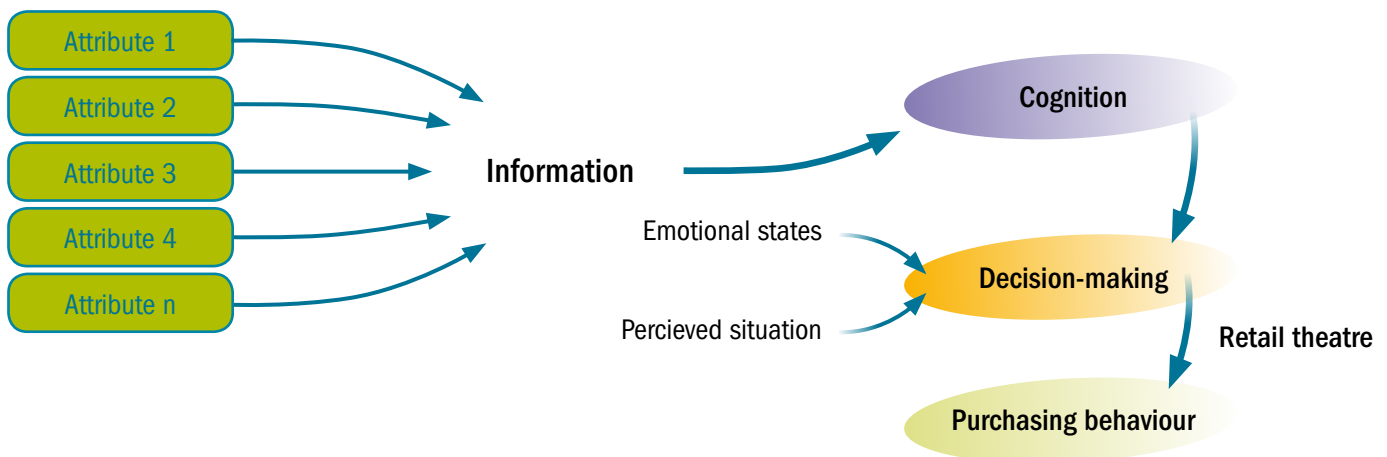 Attribute 1
Attribute 2
Attribute 3
Attribute 4
Attribute n
Information
Cognition
Emotional states
Decision-making
Percieved situation
Retail theatre
Purchasing behaviour